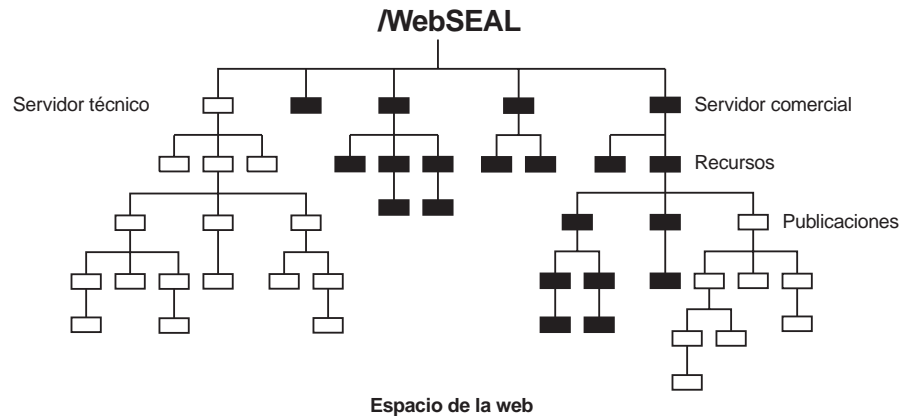 /WebSEAL
Servidor técnico
Servidor comercial
Recursos
Publicaciones
Espacio de la web